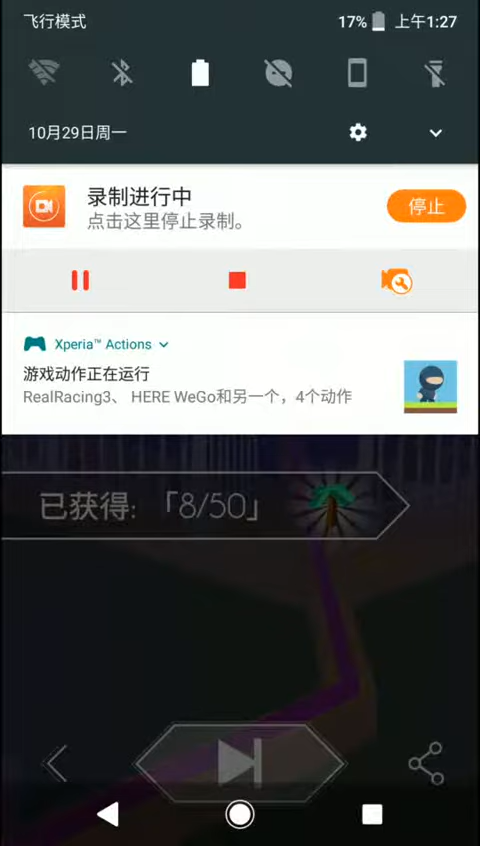 飞行模式
17%
上午1:27
10月29日周一
录制进行中
点击这里停止录制。
停止
Xperia™ Actions
游戏动作正在运行
RealRacing3、 HERE WeGo和另一个，4个动作
已获得:「8/50」